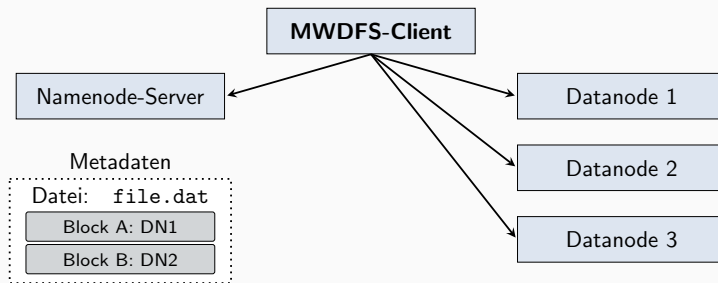 MWDFS-Client
Namenode-Server
Datanode 1
Datanode 2
Datanode 3
Metadaten
Datei: file.dat
Block A: DN1
Block B: DN2